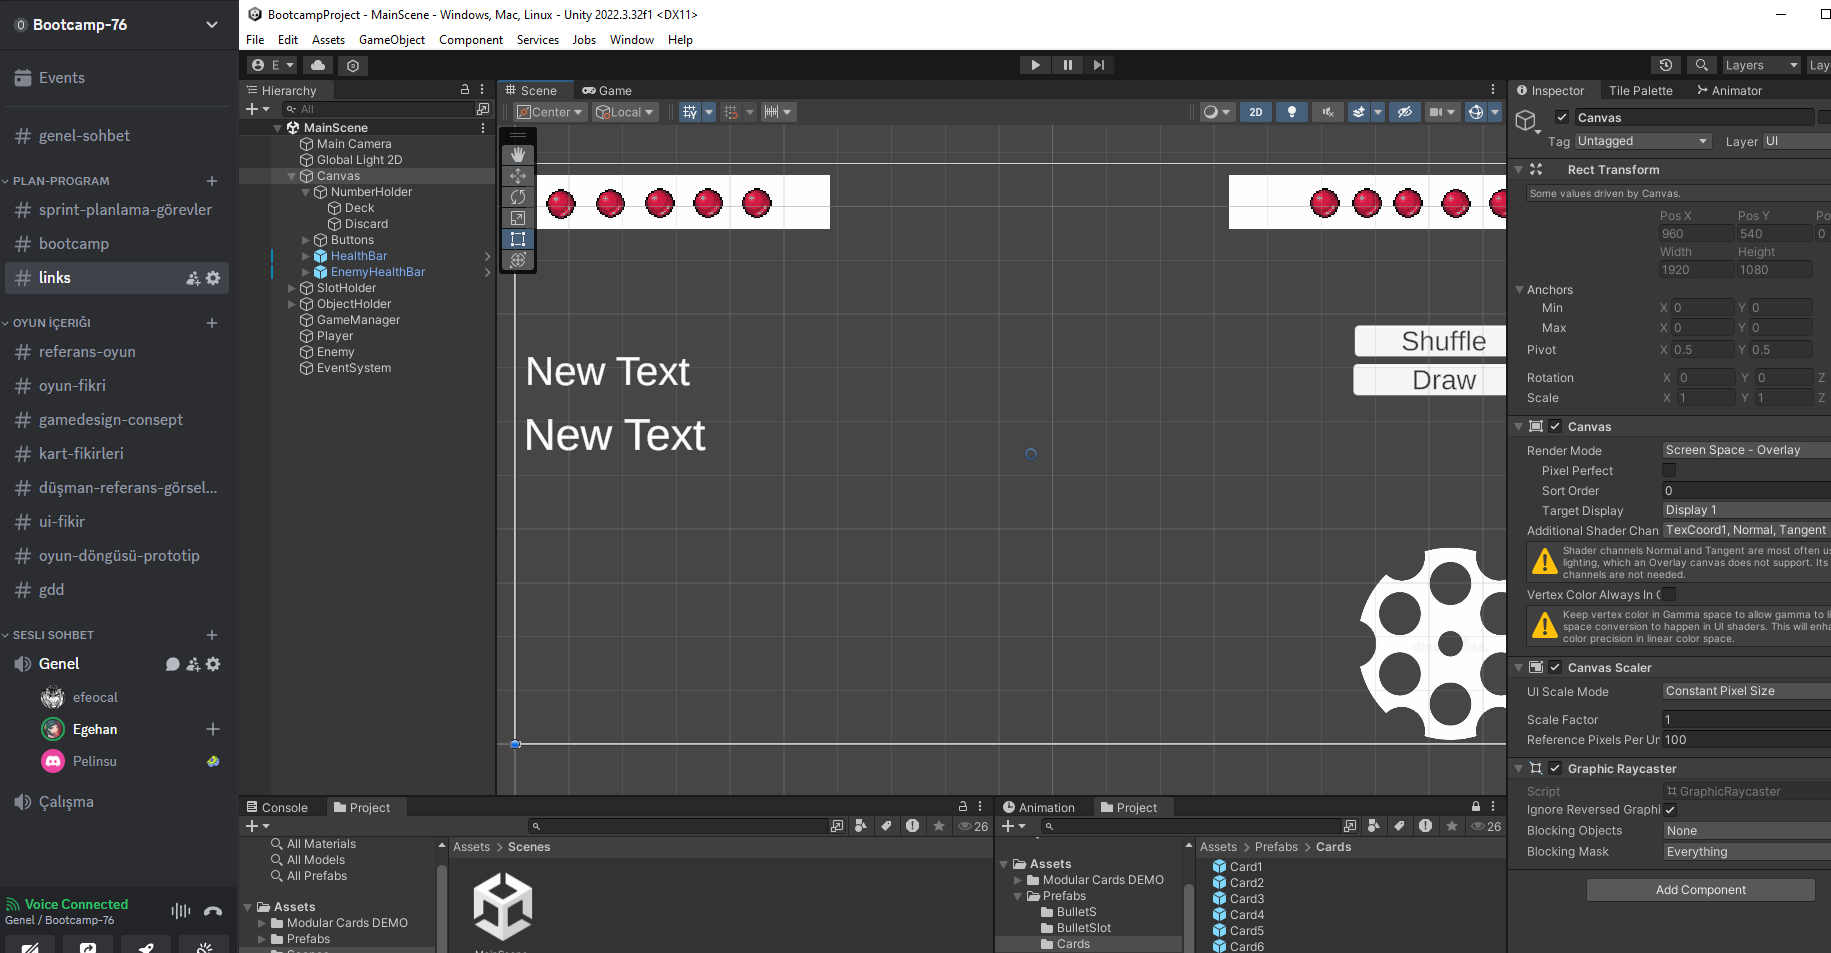 Bootcamp-76
Events
genel-sohbet
PLAN-PROGRAM
sprint-planlama-görevler
bootcamp
links
OYUN İÇERİĞİ
referans-oyun
oyun-fikri
gamedesign-consept
kart-fikirleri
düşman-referans-görsel...
ui-fikir
oyun-döngüsü-prototip
gdd
SESLI SOHBET
Genel
efeocal
Egehan
Pelinsu
Çalışma
Voice Connected
Genel / Bootcamp-76
BootcampProject - MainScene - Windows, Mac, Linux - Unity 2022.3.32f1 <DX11>
File Edit Assets GameObject Component Services Jobs Window Help
E
Layers
Lay
Hierarchy
All
MainScene
Main Camera
Global Light 2D
Canvas
NumberHolder
Deck
Discard
Buttons
HealthBar
EnemyHealthBar
SlotHolder
ObjectHolder
GameManager
Player
Enemy
EventSystem
Scene Game
Center Local
2D
New Text
New Text
Shuffle
Draw
Inspector Tile Palette Animator
Canvas
Tag Untagged Layer UI
Rect Transform
Some values driven by Canvas.
Pos X Pos Y Po
960 540 0
Width Height
1920 1080
Anchors
Min X 0 Y 0
Max X 0 Y 0
Pivot X 0.5 Y 0.5
Rotation X 0 Y 0 Z
Scale X 1 Y 1 Z
Canvas
Render Mode Screen Space - Overlay
Pixel Perfect
Sort Order 0
Target Display Display 1
Additional Shader Chan TexCoord1, Normal, Tangent
Shader channels Normal and Tangent are most often us
lighting, which an Overlay canvas does not support. Its
channels are not needed.
Vertex Color Always In G
Keep vertex color in Gamma space to allow gamma to li
space conversion to happen in UI shaders. This will enha
color precision in linear color space.
Canvas Scaler
UI Scale Mode Constant Pixel Size
Scale Factor 1
Reference Pixels Per Un 100
Graphic Raycaster
Script GraphicRaycaster
Ignore Reversed Graphi
Blocking Objects None
Blocking Mask Everything
Add Component
Console Project
26
All Materials
All Models
All Prefabs
Assets
Modular Cards DEMO
Prefabs
Assets > Scenes
Animation Project
26
Assets
Modular Cards DEMO
Prefabs
BulletS
BulletSlot
Cards
Assets > Prefabs > Cards
Card1
Card2
Card3
Card4
Card5
Card6